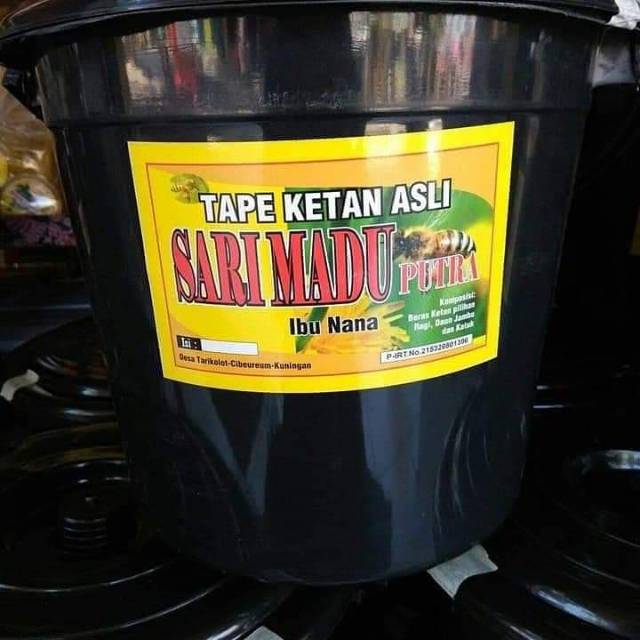 TAPE KETAN ASLI
SARI MADU PUTRA
Ibu Nana
Komposisi:
Beras Ketan pilihan
Ragi, Daun Jambu
dan Katuk
Isi :
P-IRT.No.215320801396
Desa Tarikolot-Cibeureum-Kuningan